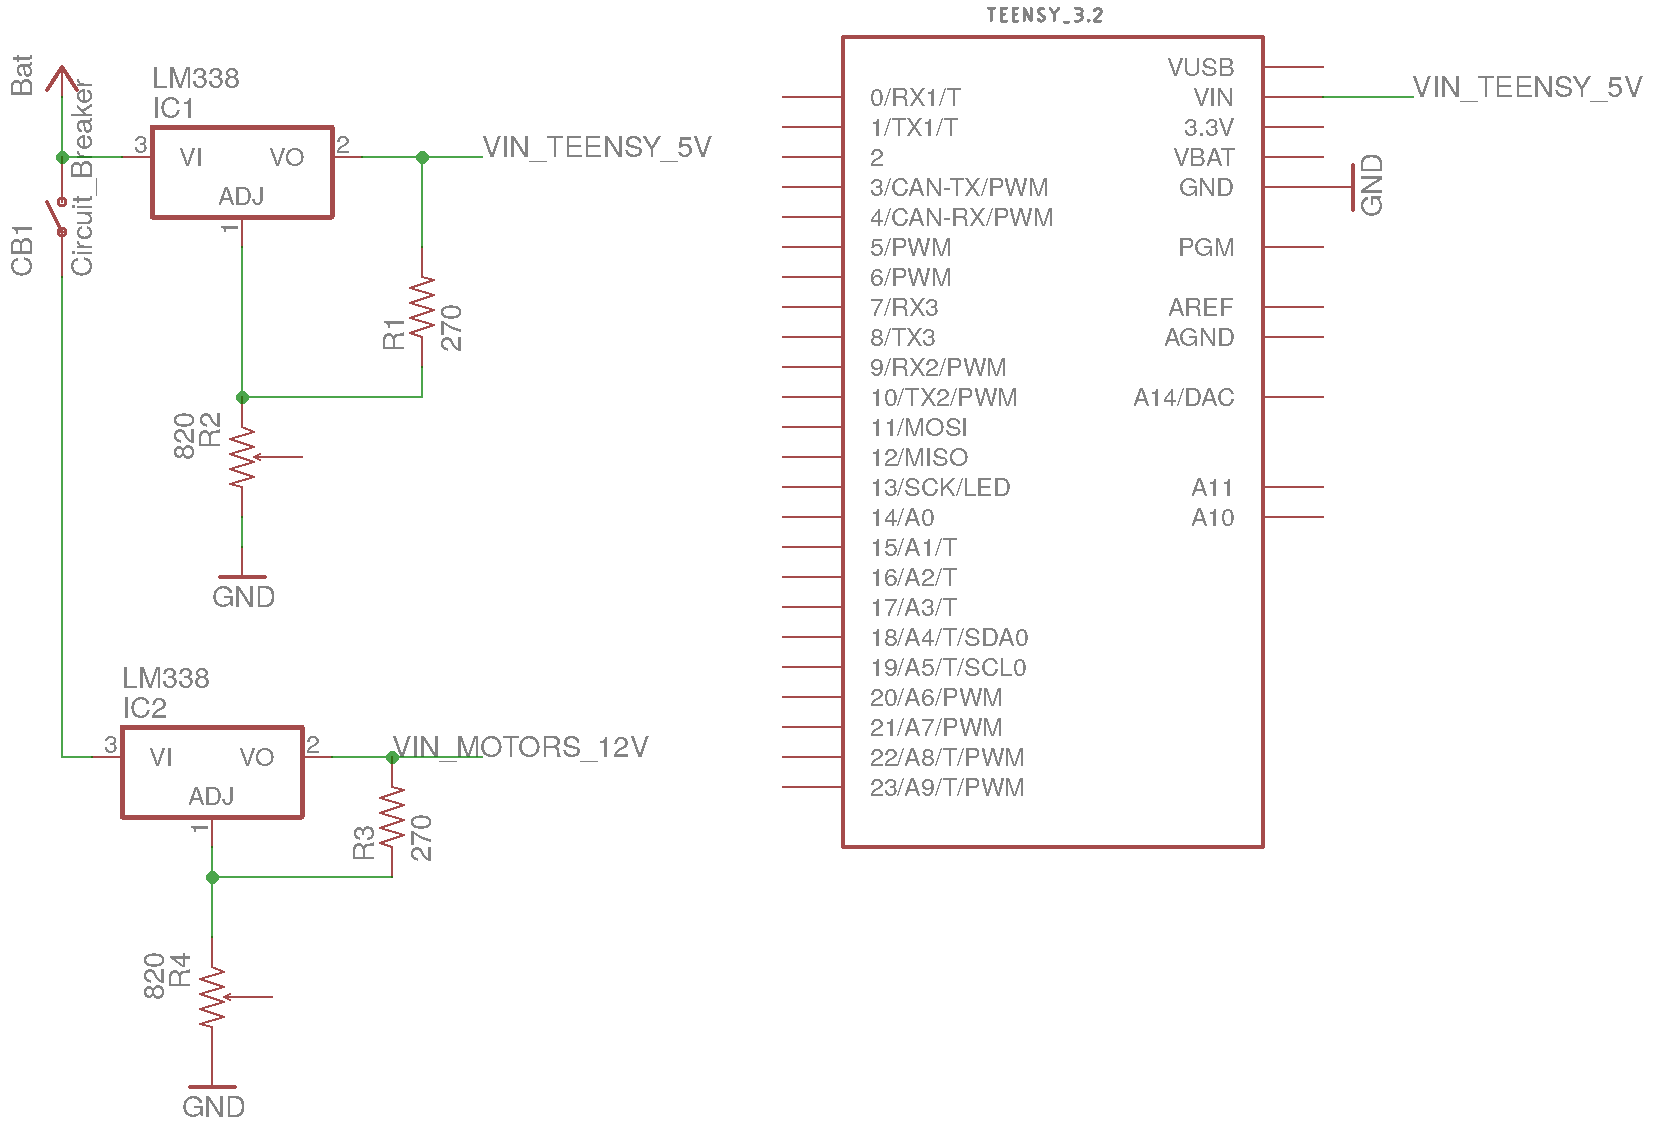 TEENSY_3.2
Bat
Circuit_Breaker
CB1
LM338
IC1
3
VI
VO
2
ADJ
1
VIN_TEENSY_5V
R1
270
820
R2
GND
LM338
IC2
3
VI
VO
2
ADJ
1
VIN_MOTORS_12V
R3
270
820
R4
GND
0/RX1/T
1/TX1/T
2
3/CAN-TX/PWM
4/CAN-RX/PWM
5/PWM
6/PWM
7/RX3
8/TX3
9/RX2/PWM
10/TX2/PWM
11/MOSI
12/MISO
13/SCK/LED
14/A0
15/A1/T
16/A2/T
17/A3/T
18/A4/T/SDA0
19/A5/T/SCL0
20/A6/PWM
21/A7/PWM
22/A8/T/PWM
23/A9/T/PWM
VUSB
VIN
3.3V
VBAT
GND
PGM
AREF
AGND
A14/DAC
A11
A10
VIN_TEENSY_5V
GND